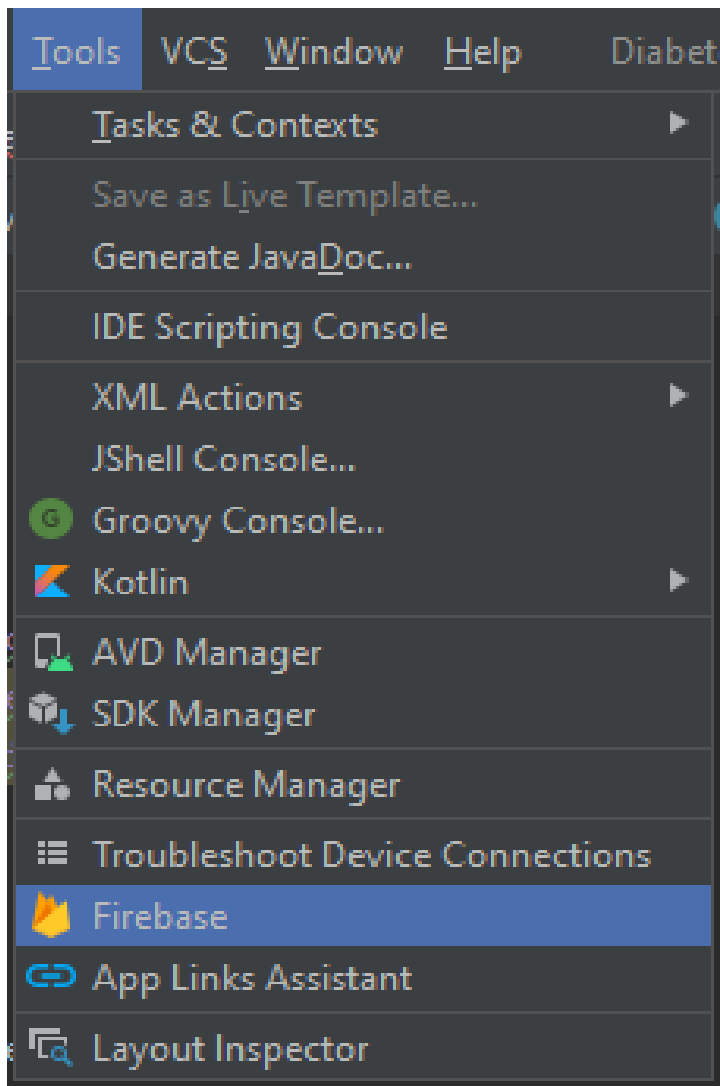 Tools VCS Window Help Diabet
Tasks & Contexts
Save as Live Template...
Generate JavaDoc...
IDE Scripting Console
XML Actions
JShell Console...
G Groovy Console...
Kotlin
AVD Manager
SDK Manager
Resource Manager
Troubleshoot Device Connections
Firebase
App Links Assistant
Layout Inspector